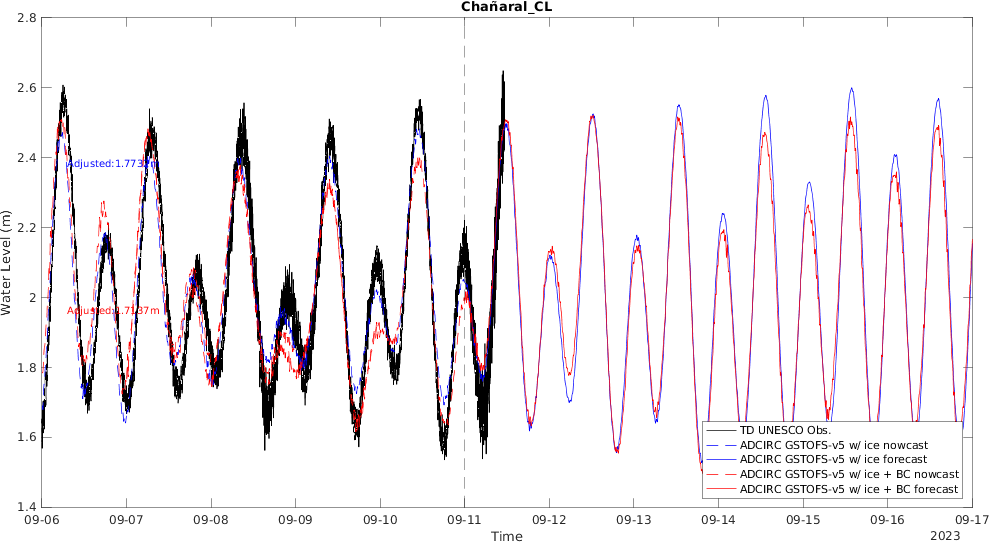 Chañaral_CL
2.8
2.6
2.4
2.2
2
1.8
1.6
1.4
Water Level (m)
Adjusted:1.7732m
Adjusted:1.7137m
TD UNESCO Obs.
ADCIRC GSTOFS-v5 w/ ice nowcast
ADCIRC GSTOFS-v5 w/ ice forecast
ADCIRC GSTOFS-v5 w/ ice + BC nowcast
ADCIRC GSTOFS-v5 w/ ice + BC forecast
09-06 09-07 09-08 09-09 09-10 09-11 09-12 09-13 09-14 09-15 09-16 09-17
Time
2023